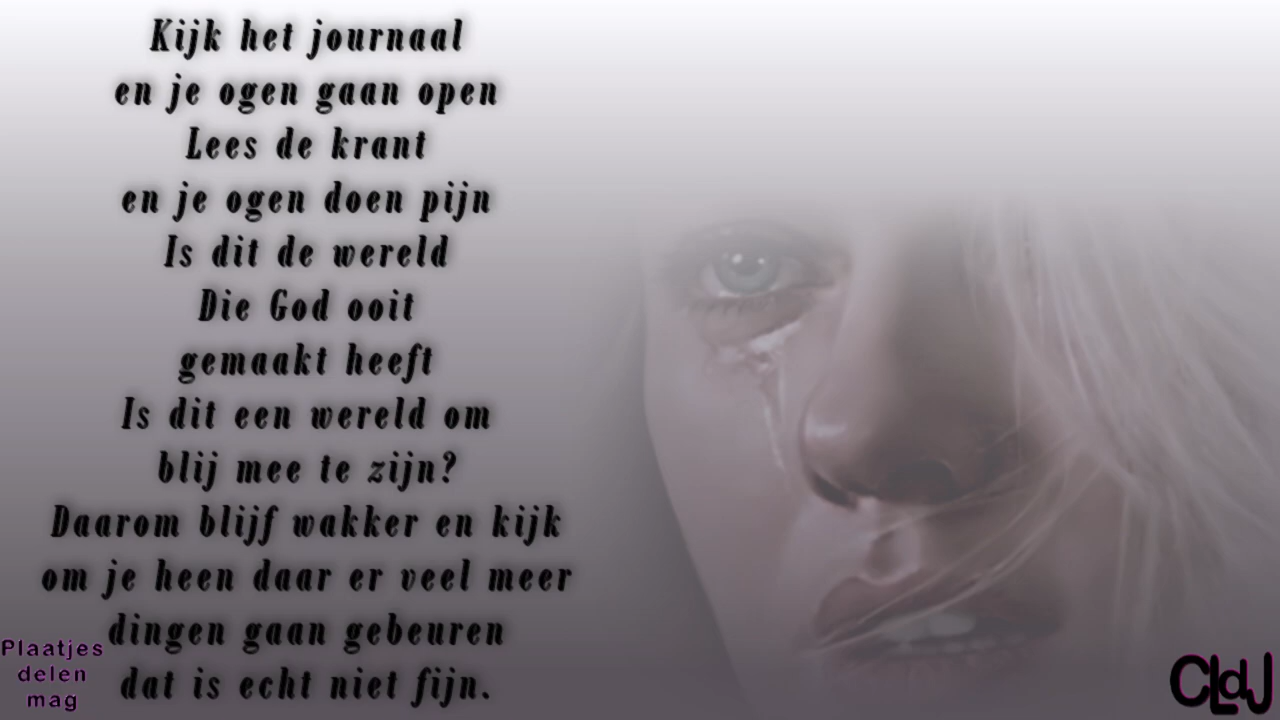 Kijk het journaal
en je ogen gaan open
Lees de krant
en je ogen doen pijn
Is dit de wereld
Die God ooit
gemaakt heeft
Is dit een wereld om
blij mee te zijn?
Daarom blijf wakker en kijk
om je heen daar er veel meer
dingen gaan gebeuren
dat is echt niet fijn.
Plaatjes
delen
mag
CLdJ